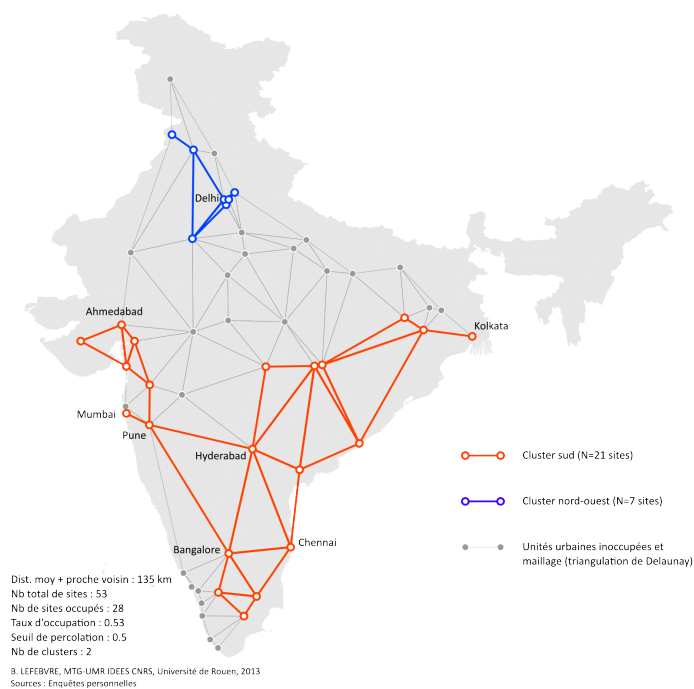 Delhi
Ahmedabad
Kolkata
Mumbai
Pune
Hyderabad
Cluster sud (N=21 sites)
Cluster nord-ouest (N=7 sites)
Chennai
Bangalore
Unités urbaines inoccupées et
maillage (triangulation de Delaunay)
Dist. moy + proche voisin : 135 km
Nb total de sites : 53
Nb de sites occupés : 28
Taux d'occupation : 0.53
Seuil de percolation : 0.5
Nb de clusters : 2
B. LEFEBVRE, MTG-UMR IDEES CNRS, Université de Rouen, 2013
Sources : Enquêtes personnelles